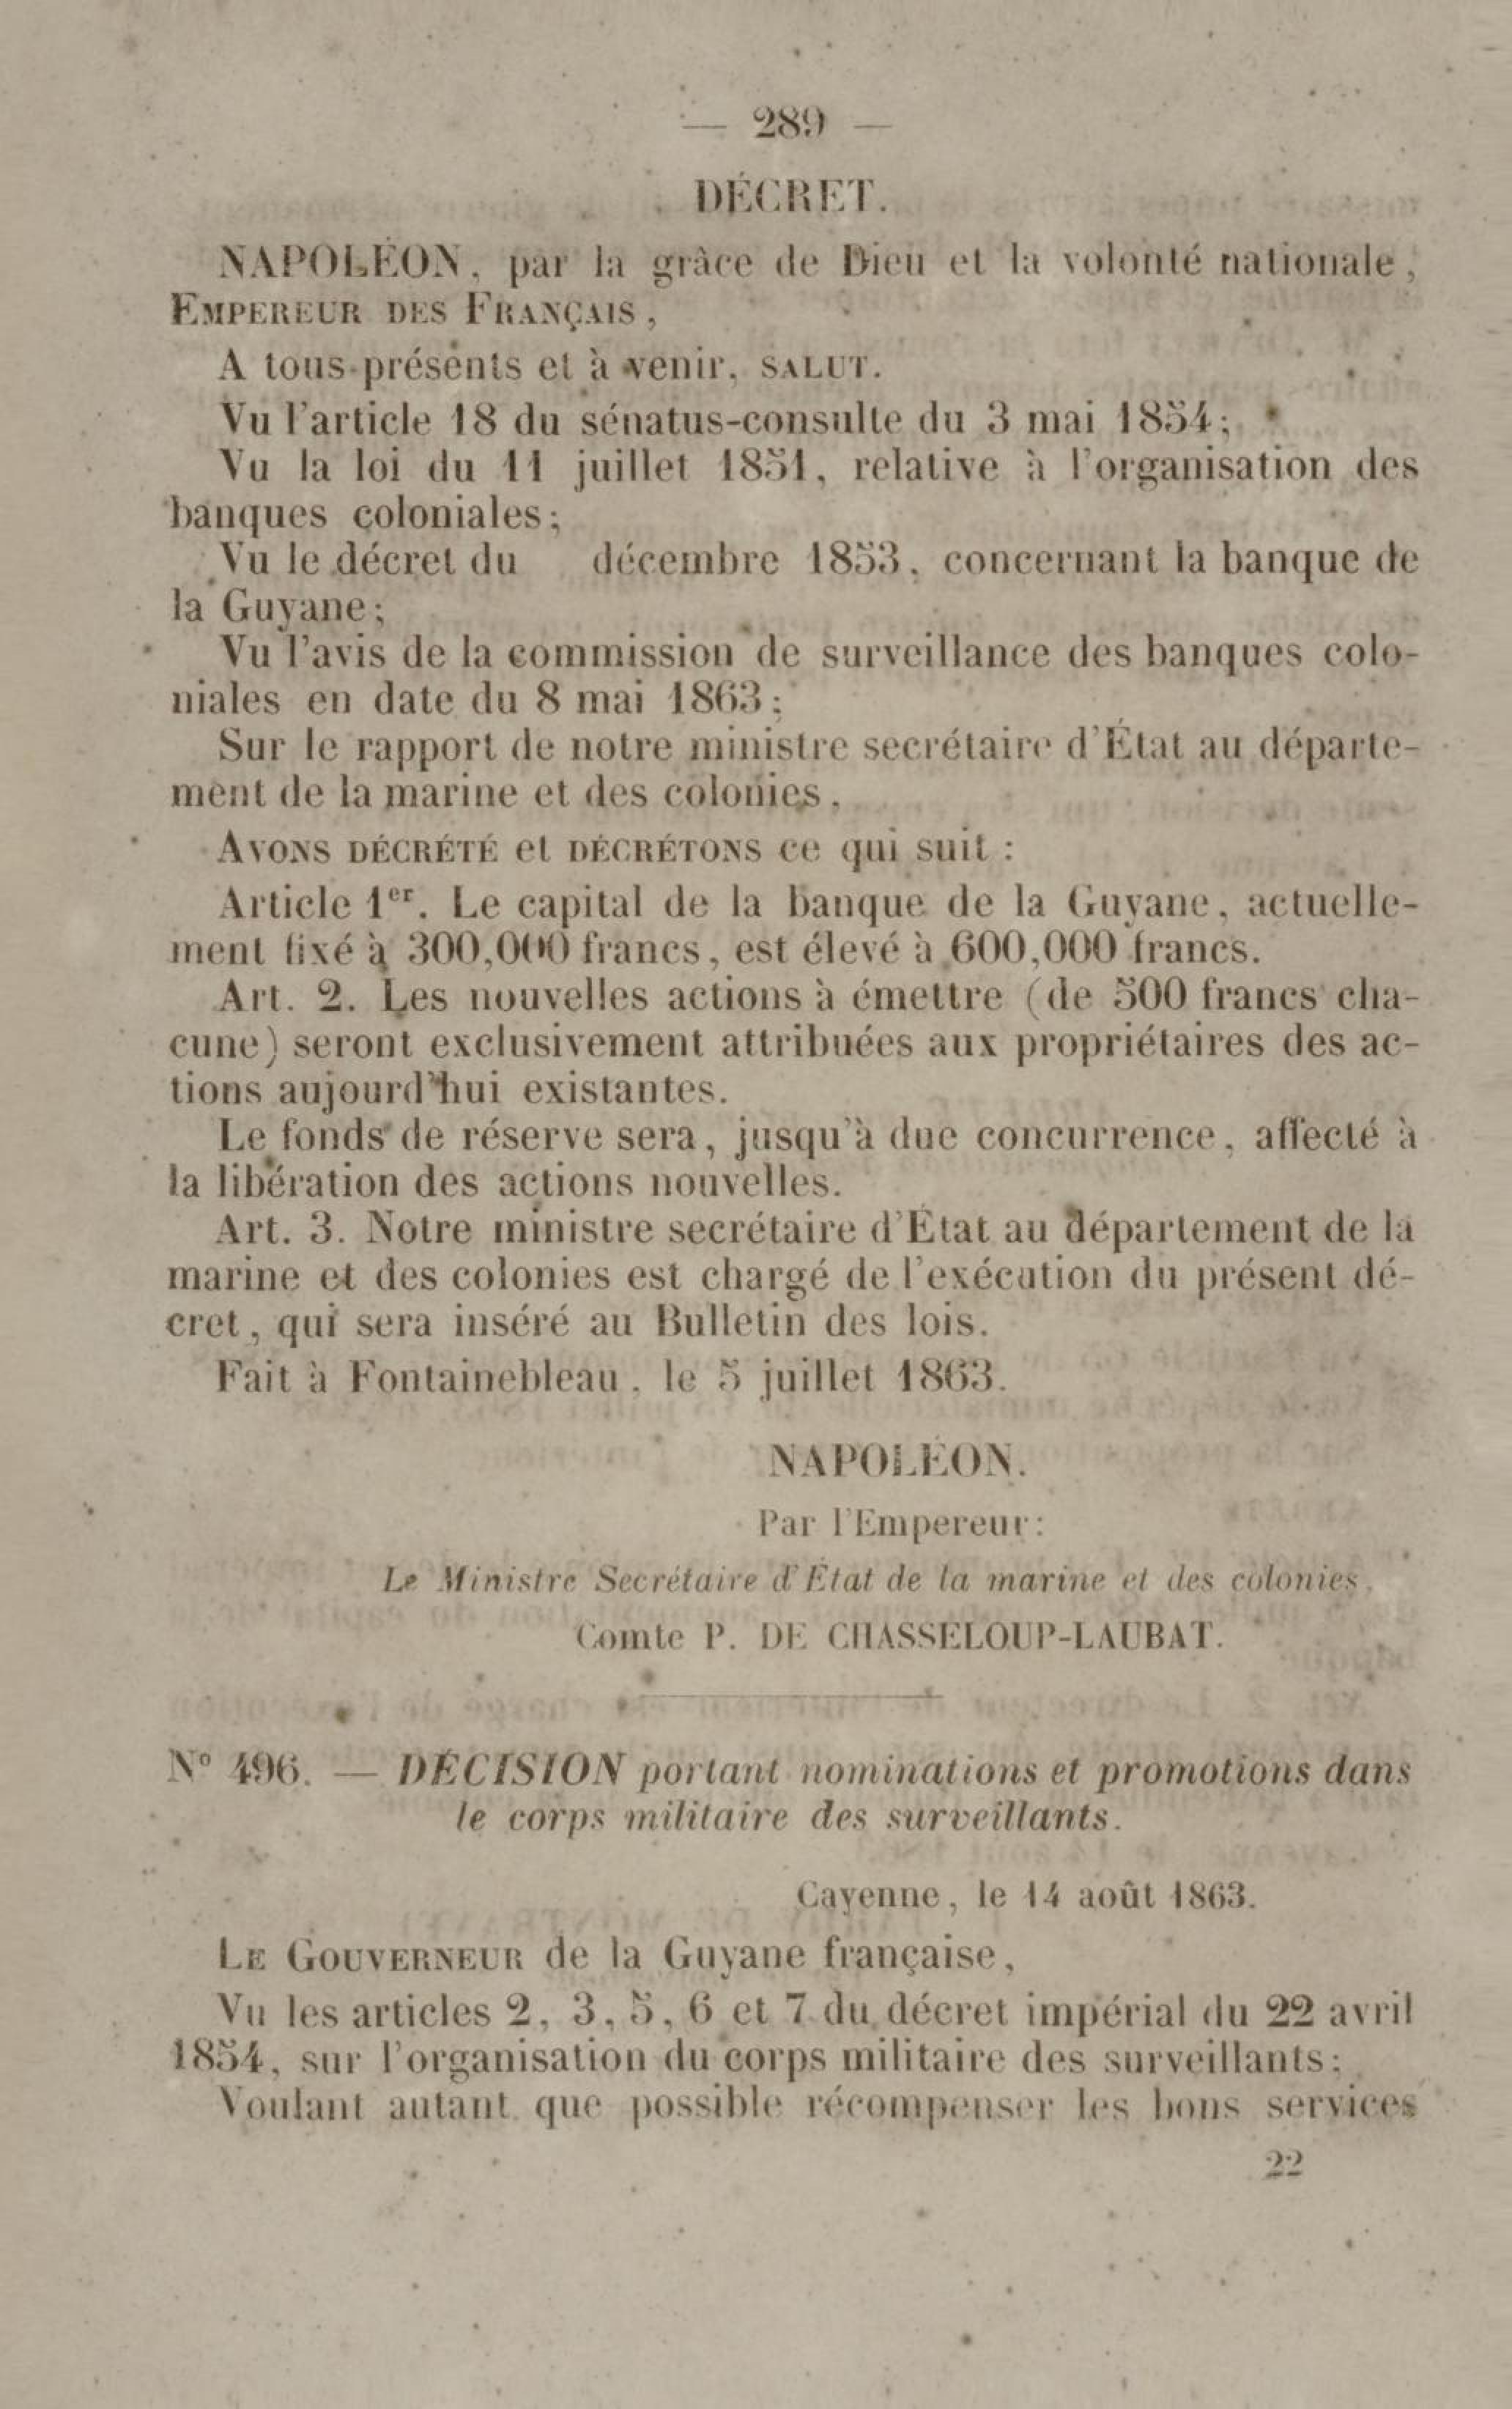 — 289 —
DÉCRET.
NAPOLÉON, par la grâce de Dieu et la volonté nationale,
EMPEREUR DES FRANÇAIS,
A tous présents et à venir, SALUT.
Vu l'article 18 du sénatus-consulte du 3 mai 1854;
Vu la loi du 11 juillet 1851, relative à l'organisation des
banques coloniales;
Vu le décret du     décembre 1853, concernant la banque de
la Guyane;
Vu l'avis de la commission de surveillance des banques colo-
niales en date du 8 mai 1863;
Sur le rapport de notre ministre secrétaire d'État au départe-
ment de la marine et des colonies,
AVONS DÉCRÉTÉ et DÉCRÉTONS ce qui suit :
Article 1er. Le capital de la banque de la Guyane, actuelle-
ment fixé à 300,000 francs, est élevé à 600,000 francs.
Art. 2. Les nouvelles actions à émettre (de 500 francs cha-
cune) seront exclusivement attribuées aux propriétaires des ac-
tions aujourd'hui existantes.
Le fonds de réserve sera, jusqu'à due concurrence, affecté à
la libération des actions nouvelles.
Art. 3. Notre ministre secrétaire d'État au département de la
marine et des colonies est chargé de l'exécution du présent dé-
cret, qui sera inséré au Bulletin des lois.
Fait à Fontainebleau, le 5 juillet 1863.
NAPOLÉON.
Par l'Empereur:
Le Ministre Secrétaire d'État de la marine et des colonies,
Comte P. DE CHASSELOUP-LAUBAT.
N° 496. — DÉCISION portant nominations et promotions dans
le corps militaire des surveillants.
Cayenne, le 14 août 1863.
LE GOUVERNEUR de la Guyane française,
Vu les articles 2, 3, 5, 6 et 7 du décret impérial du 22 avril
1854, sur l'organisation du corps militaire des surveillants;
Voulant autant que possible récompenser les bons services
22